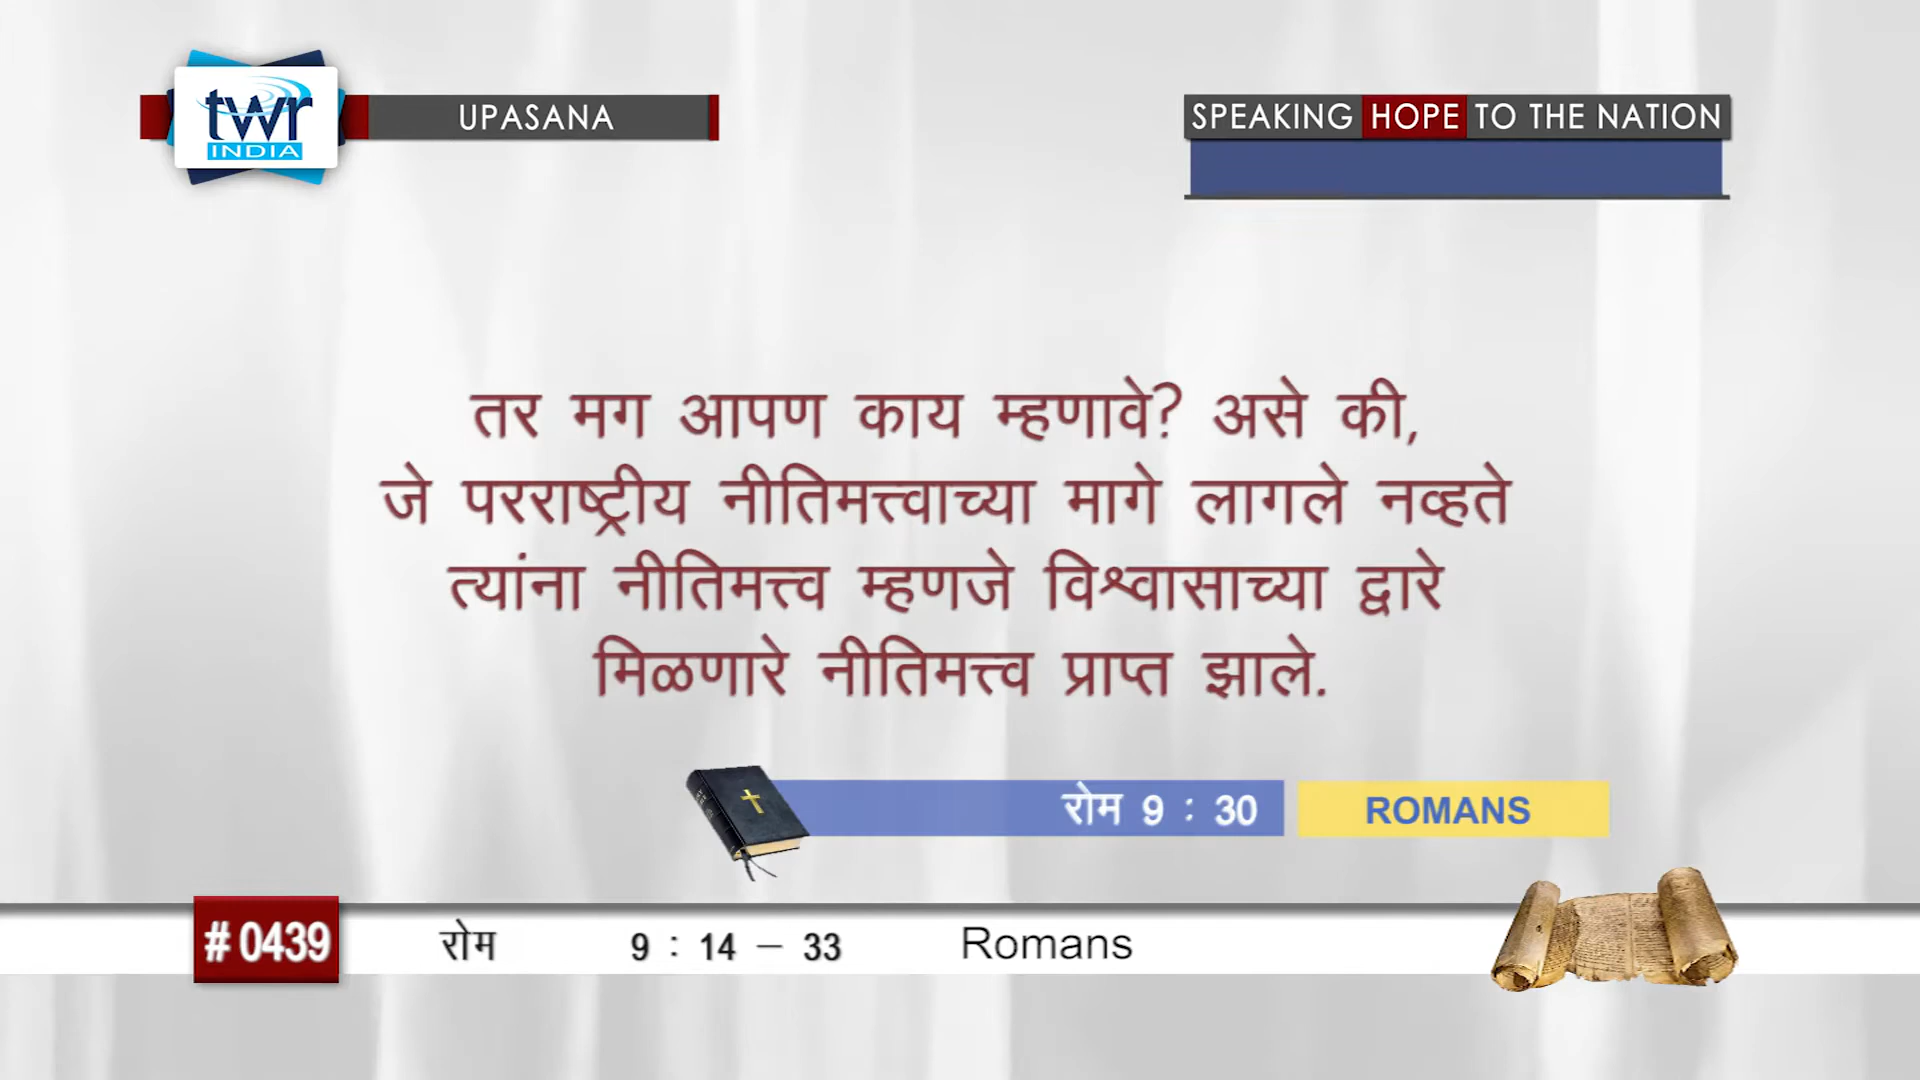 twr
INDIA
UPASANA
SPEAKING HOPE TO THE NATION
तर मग आपण काय म्हणावे? असे की,
जे परराष्ट्रीय नीतिमत्त्वाच्या मागे लागले नव्हते
त्यांना नीतिमत्त्व म्हणजे विश्वासाच्या द्वारे
मिळणारे नीतिमत्त्व प्राप्त झाले.
रोम 9 : 30
ROMANS
#0439
रोम 9 : 14 – 33 Romans